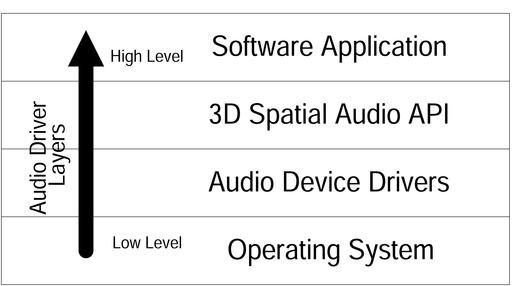 High Level
Software Application
3D Spatial Audio API
Audio Driver
Layers
Audio Device Drivers
Low Level
Operating System